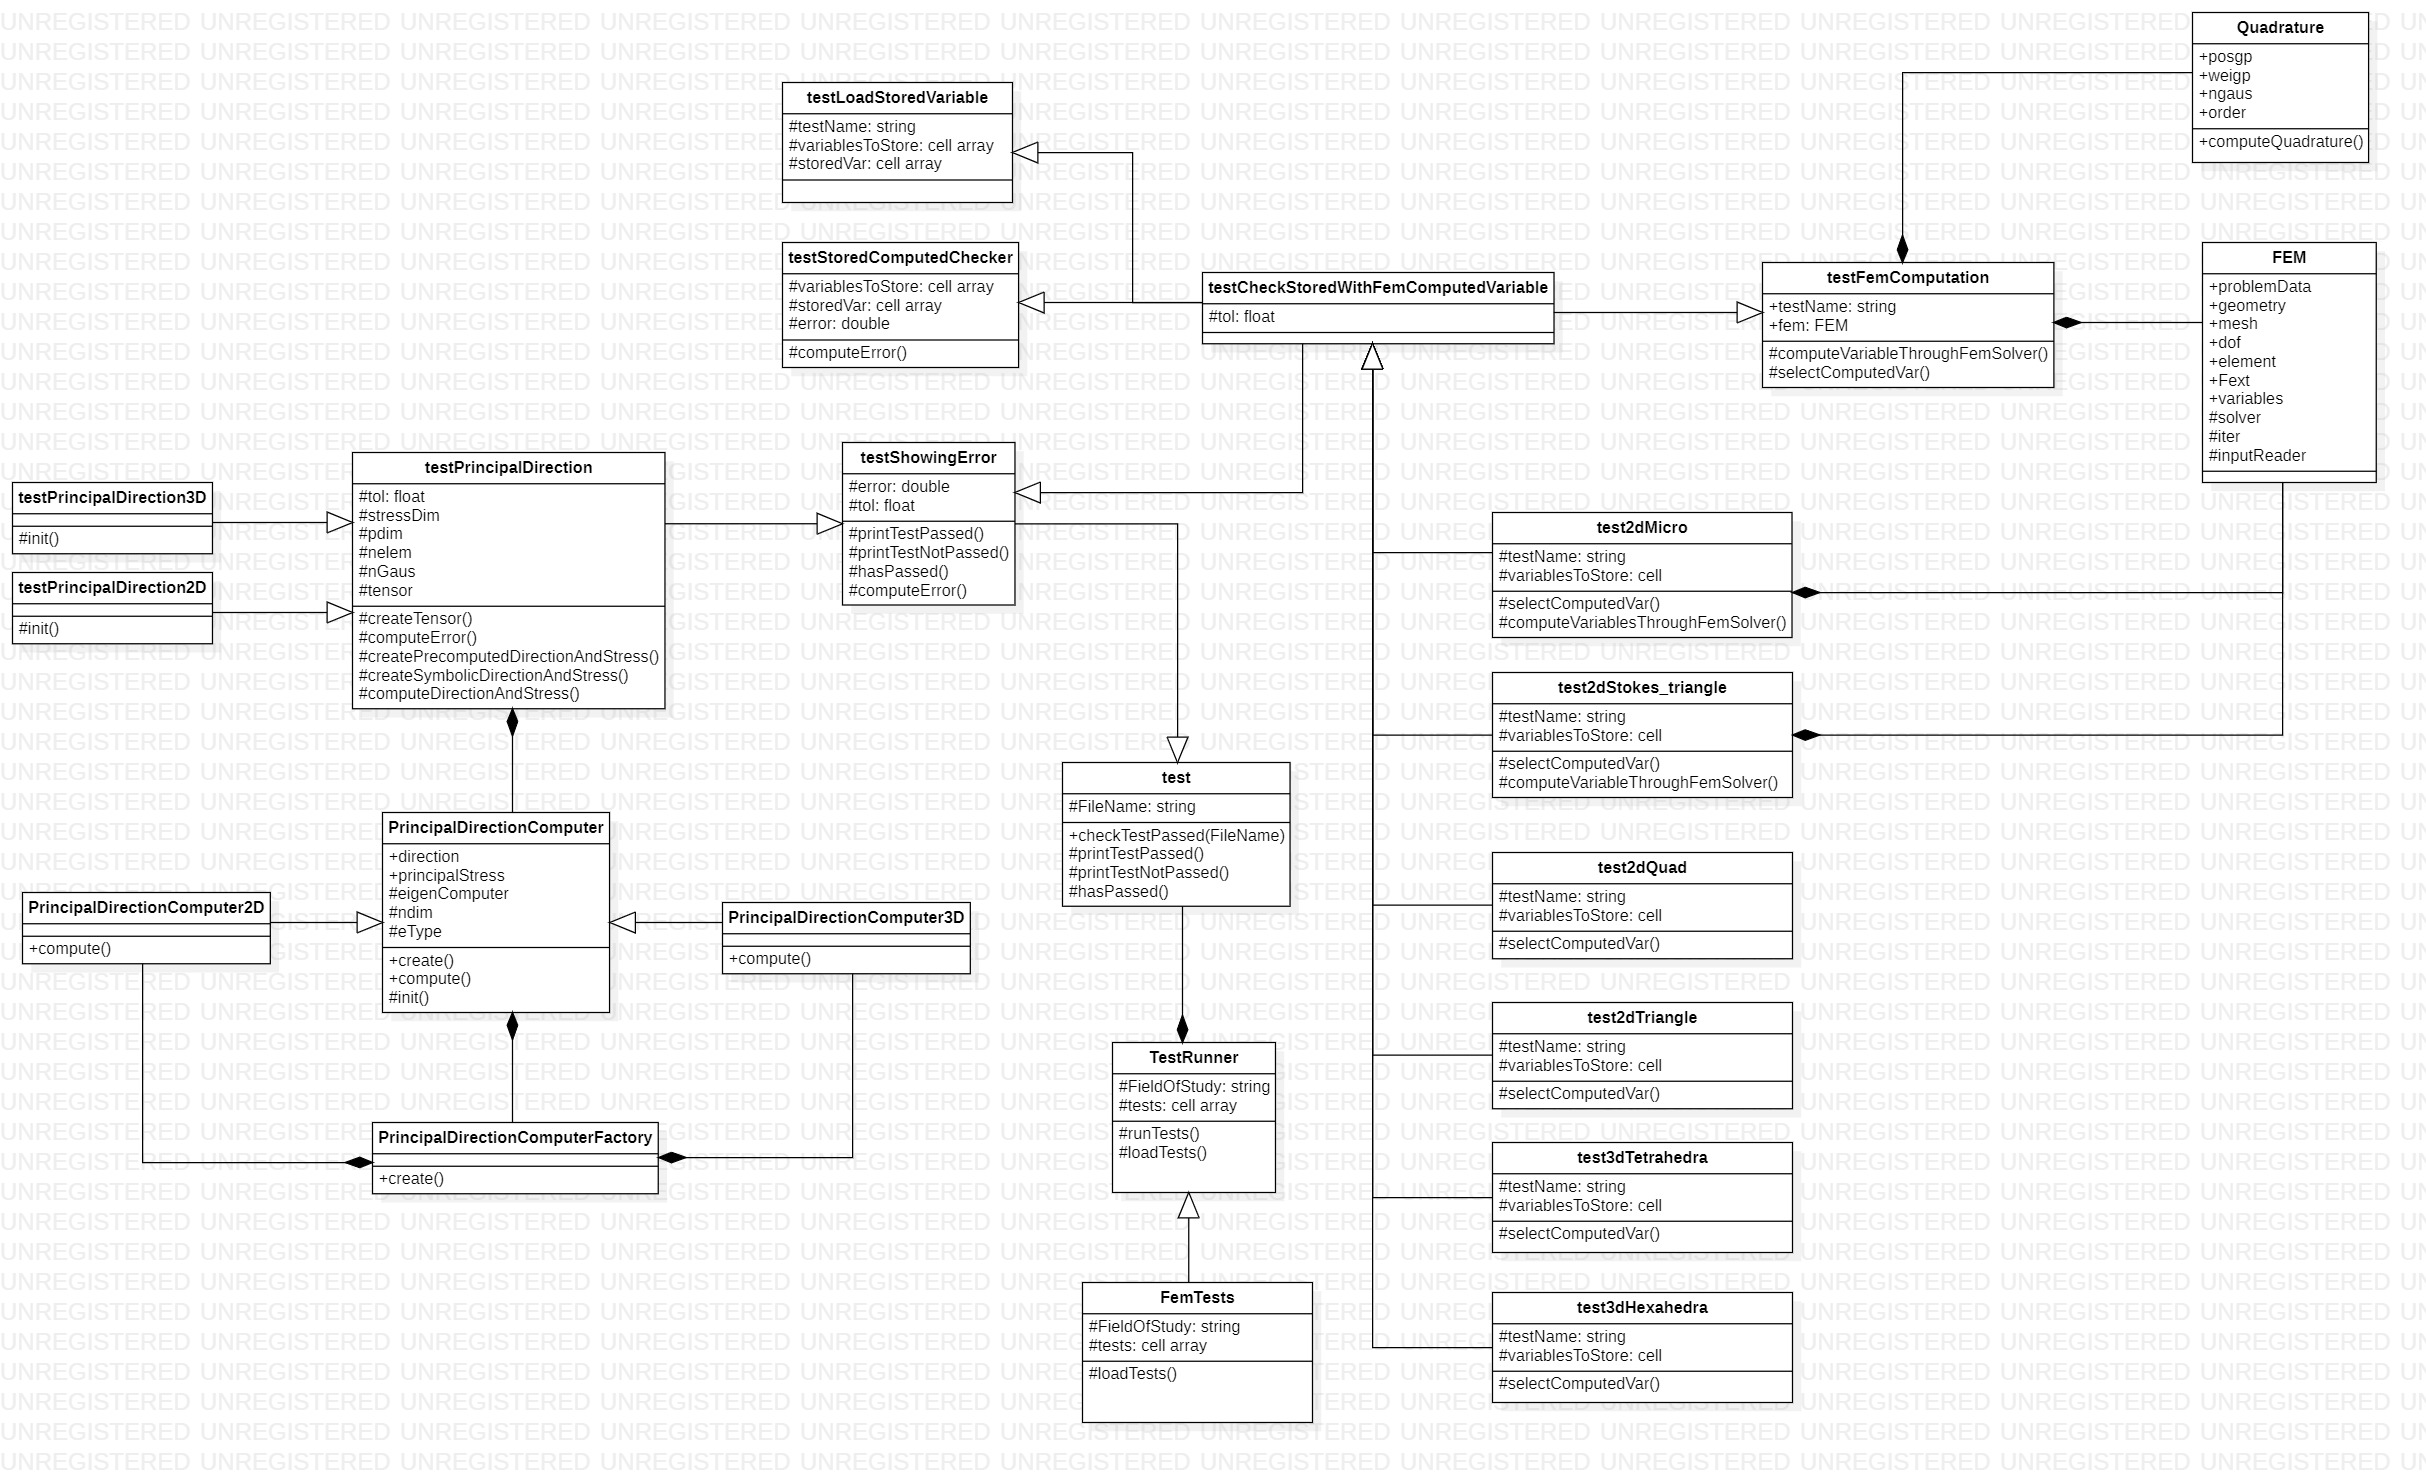 Quadrature
+posgp
+weigp
+ngaus
+order
+computeQuadrature()
testLoadStoredVariable
#testName: string
#variablesToStore: cell array
#storedVar: cell array
testStoredComputedChecker
#variablesToStore: cell array
#storedVar: cell array
#error: double
#computeError()
testCheckStoredWithFemComputedVariable
#tol: float
testFemComputation
+testName: string
+fem: FEM
#computeVariableThroughFemSolver()
#selectComputedVar()
FEM
+problemData
+geometry
+mesh
+dof
+element
+Fext
+variables
#solver
#iter
#inputReader
testPrincipalDirection3D
#init()
testPrincipalDirection2D
#init()
testPrincipalDirection
#tol: float
#stressDim
#pdim
#nelem
#nGaus
#tensor
#createTensor()
#computeError()
#createPrecomputedDirectionAndStress()
#createSymbolicDirectionAndStress()
#computeDirectionAndStress()
testShowingError
#error: double
#tol: float
#printTestPassed()
#printTestNotPassed()
#hasPassed()
#computeError()
test2dMicro
#testName: string
#variablesToStore: cell
#selectComputedVar()
#computeVariablesThroughFemSolver()
test2dStokes_triangle
#testName: string
#variablesToStore: cell
#selectComputedVar()
#computeVariableThroughFemSolver()
test
#FileName: string
+checkTestPassed(FileName)
#printTestPassed()
#printTestNotPassed()
#hasPassed()
PrincipalDirectionComputer
+direction
+principalStress
#eigenComputer
#ndim
#eType
+create()
+compute()
#init()
PrincipalDirectionComputer2D
+compute()
PrincipalDirectionComputer3D
+compute()
test2dQuad
#testName: string
#variablesToStore: cell
#selectComputedVar()
test2dTriangle
#testName: string
#variablesToStore: cell
#selectComputedVar()
TestRunner
#FieldOfStudy: string
#tests: cell array
#runTests()
#loadTests()
PrincipalDirectionComputerFactory
+create()
test3dTetrahedra
#testName: string
#variablesToStore: cell
#selectComputedVar()
FemTests
#FieldOfStudy: string
#tests: cell array
#loadTests()
test3dHexahedra
#testName: string
#variablesToStore: cell
#selectComputedVar()
UNREGISTERED